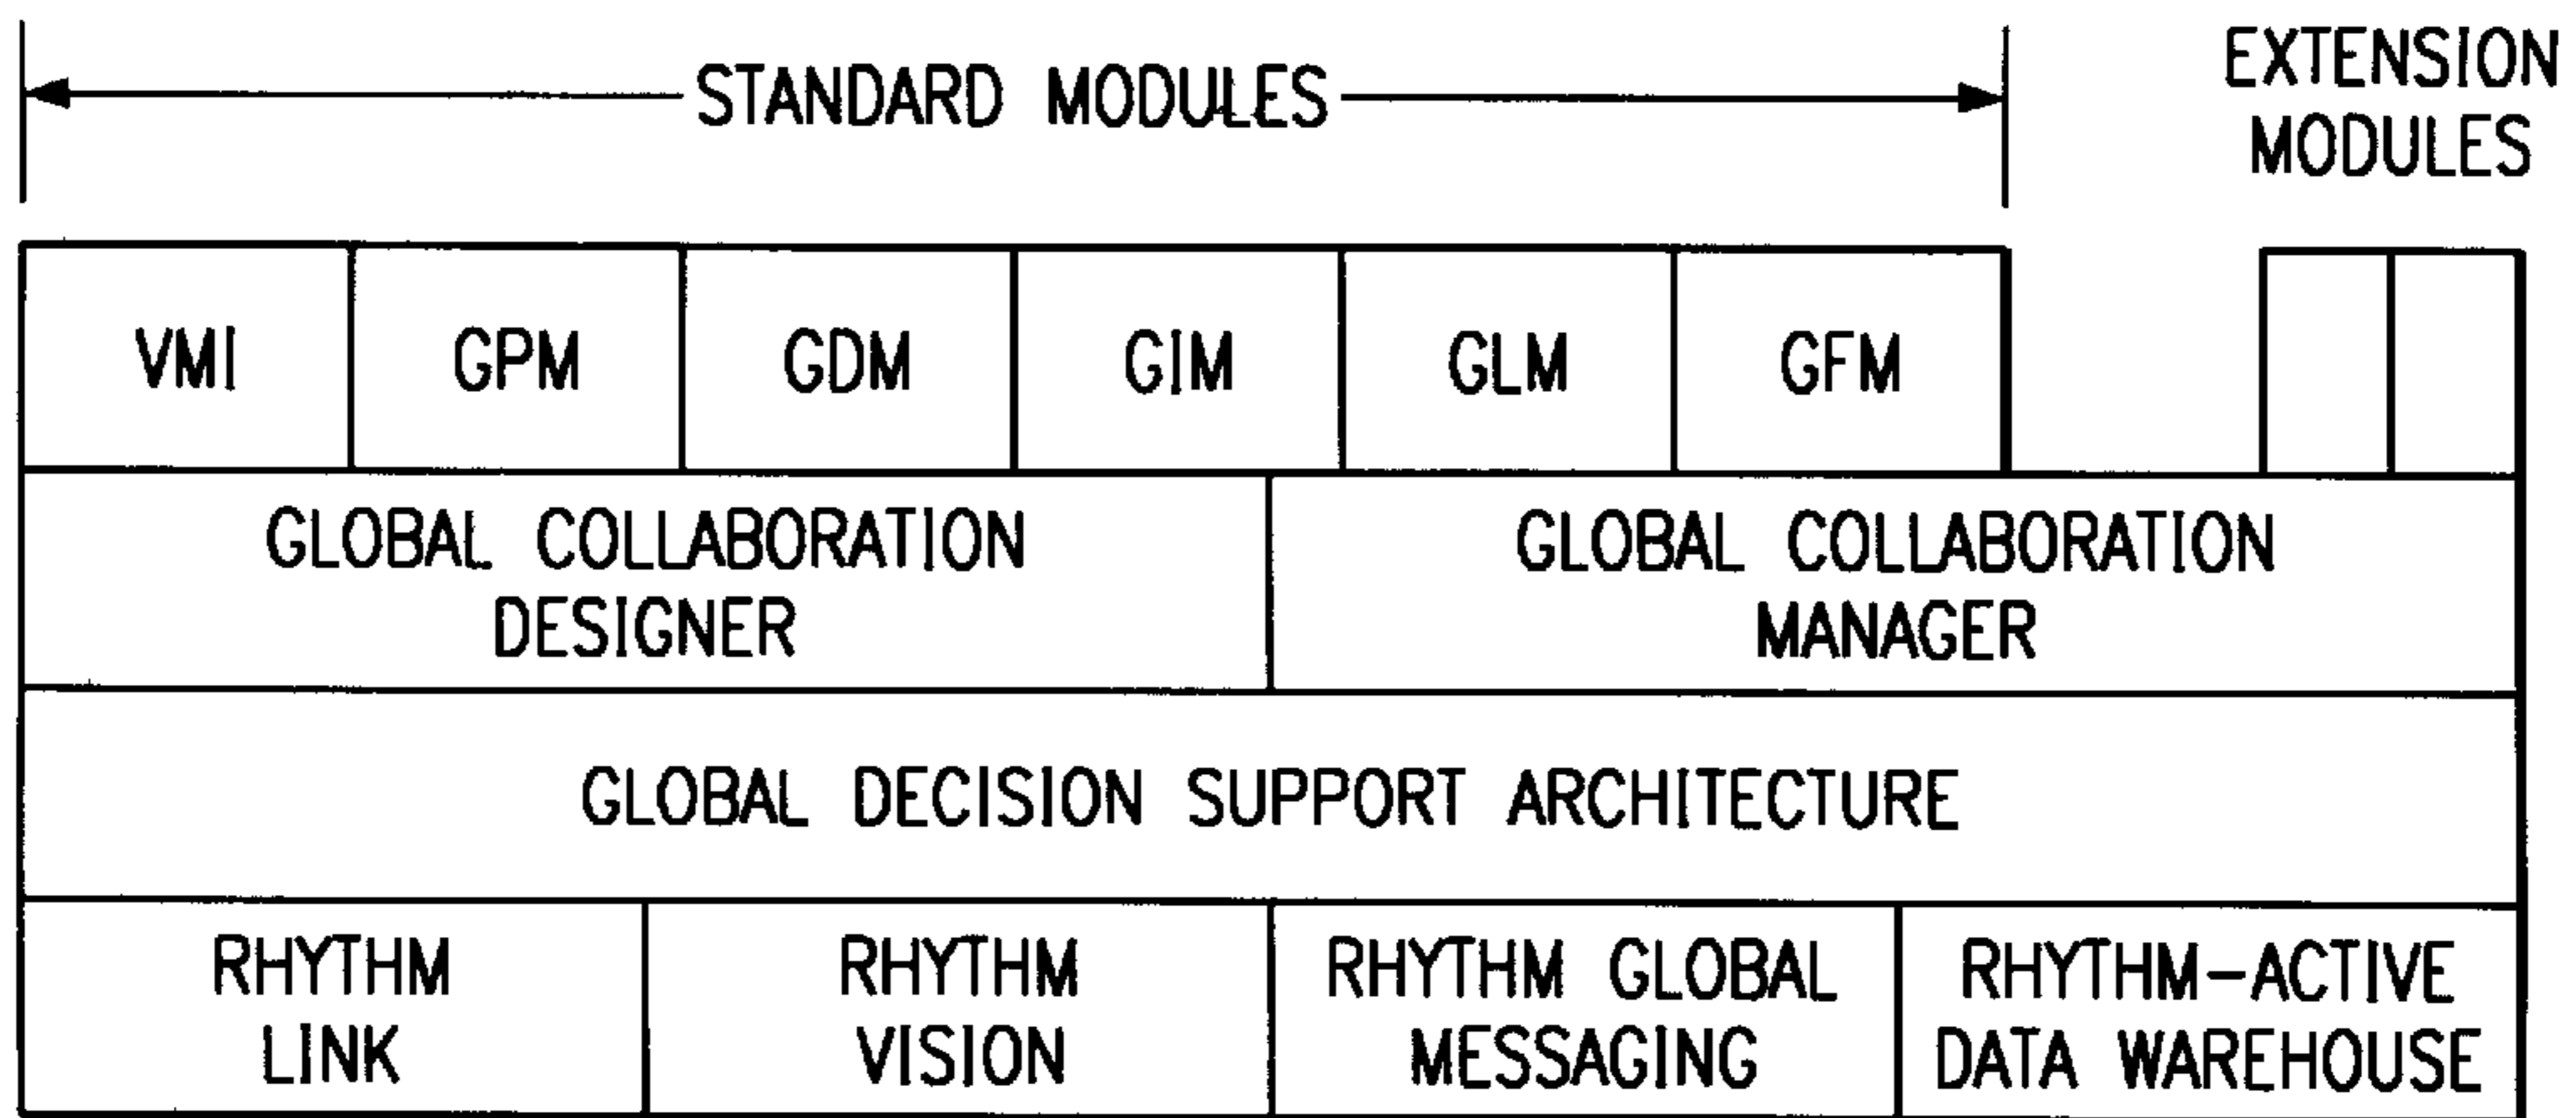 STANDARD MODULES
EXTENSION
MODULES
VMI
GPM
GDM
GIM
GLM
GFM
GLOBAL COLLABORATION
DESIGNER
GLOBAL COLLABORATION
MANAGER
GLOBAL DECISION SUPPORT ARCHITECTURE
RHYTHM
LINK
RHYTHM
VISION
RHYTHM GLOBAL
MESSAGING
RHYTHM-ACTIVE
DATA WAREHOUSE